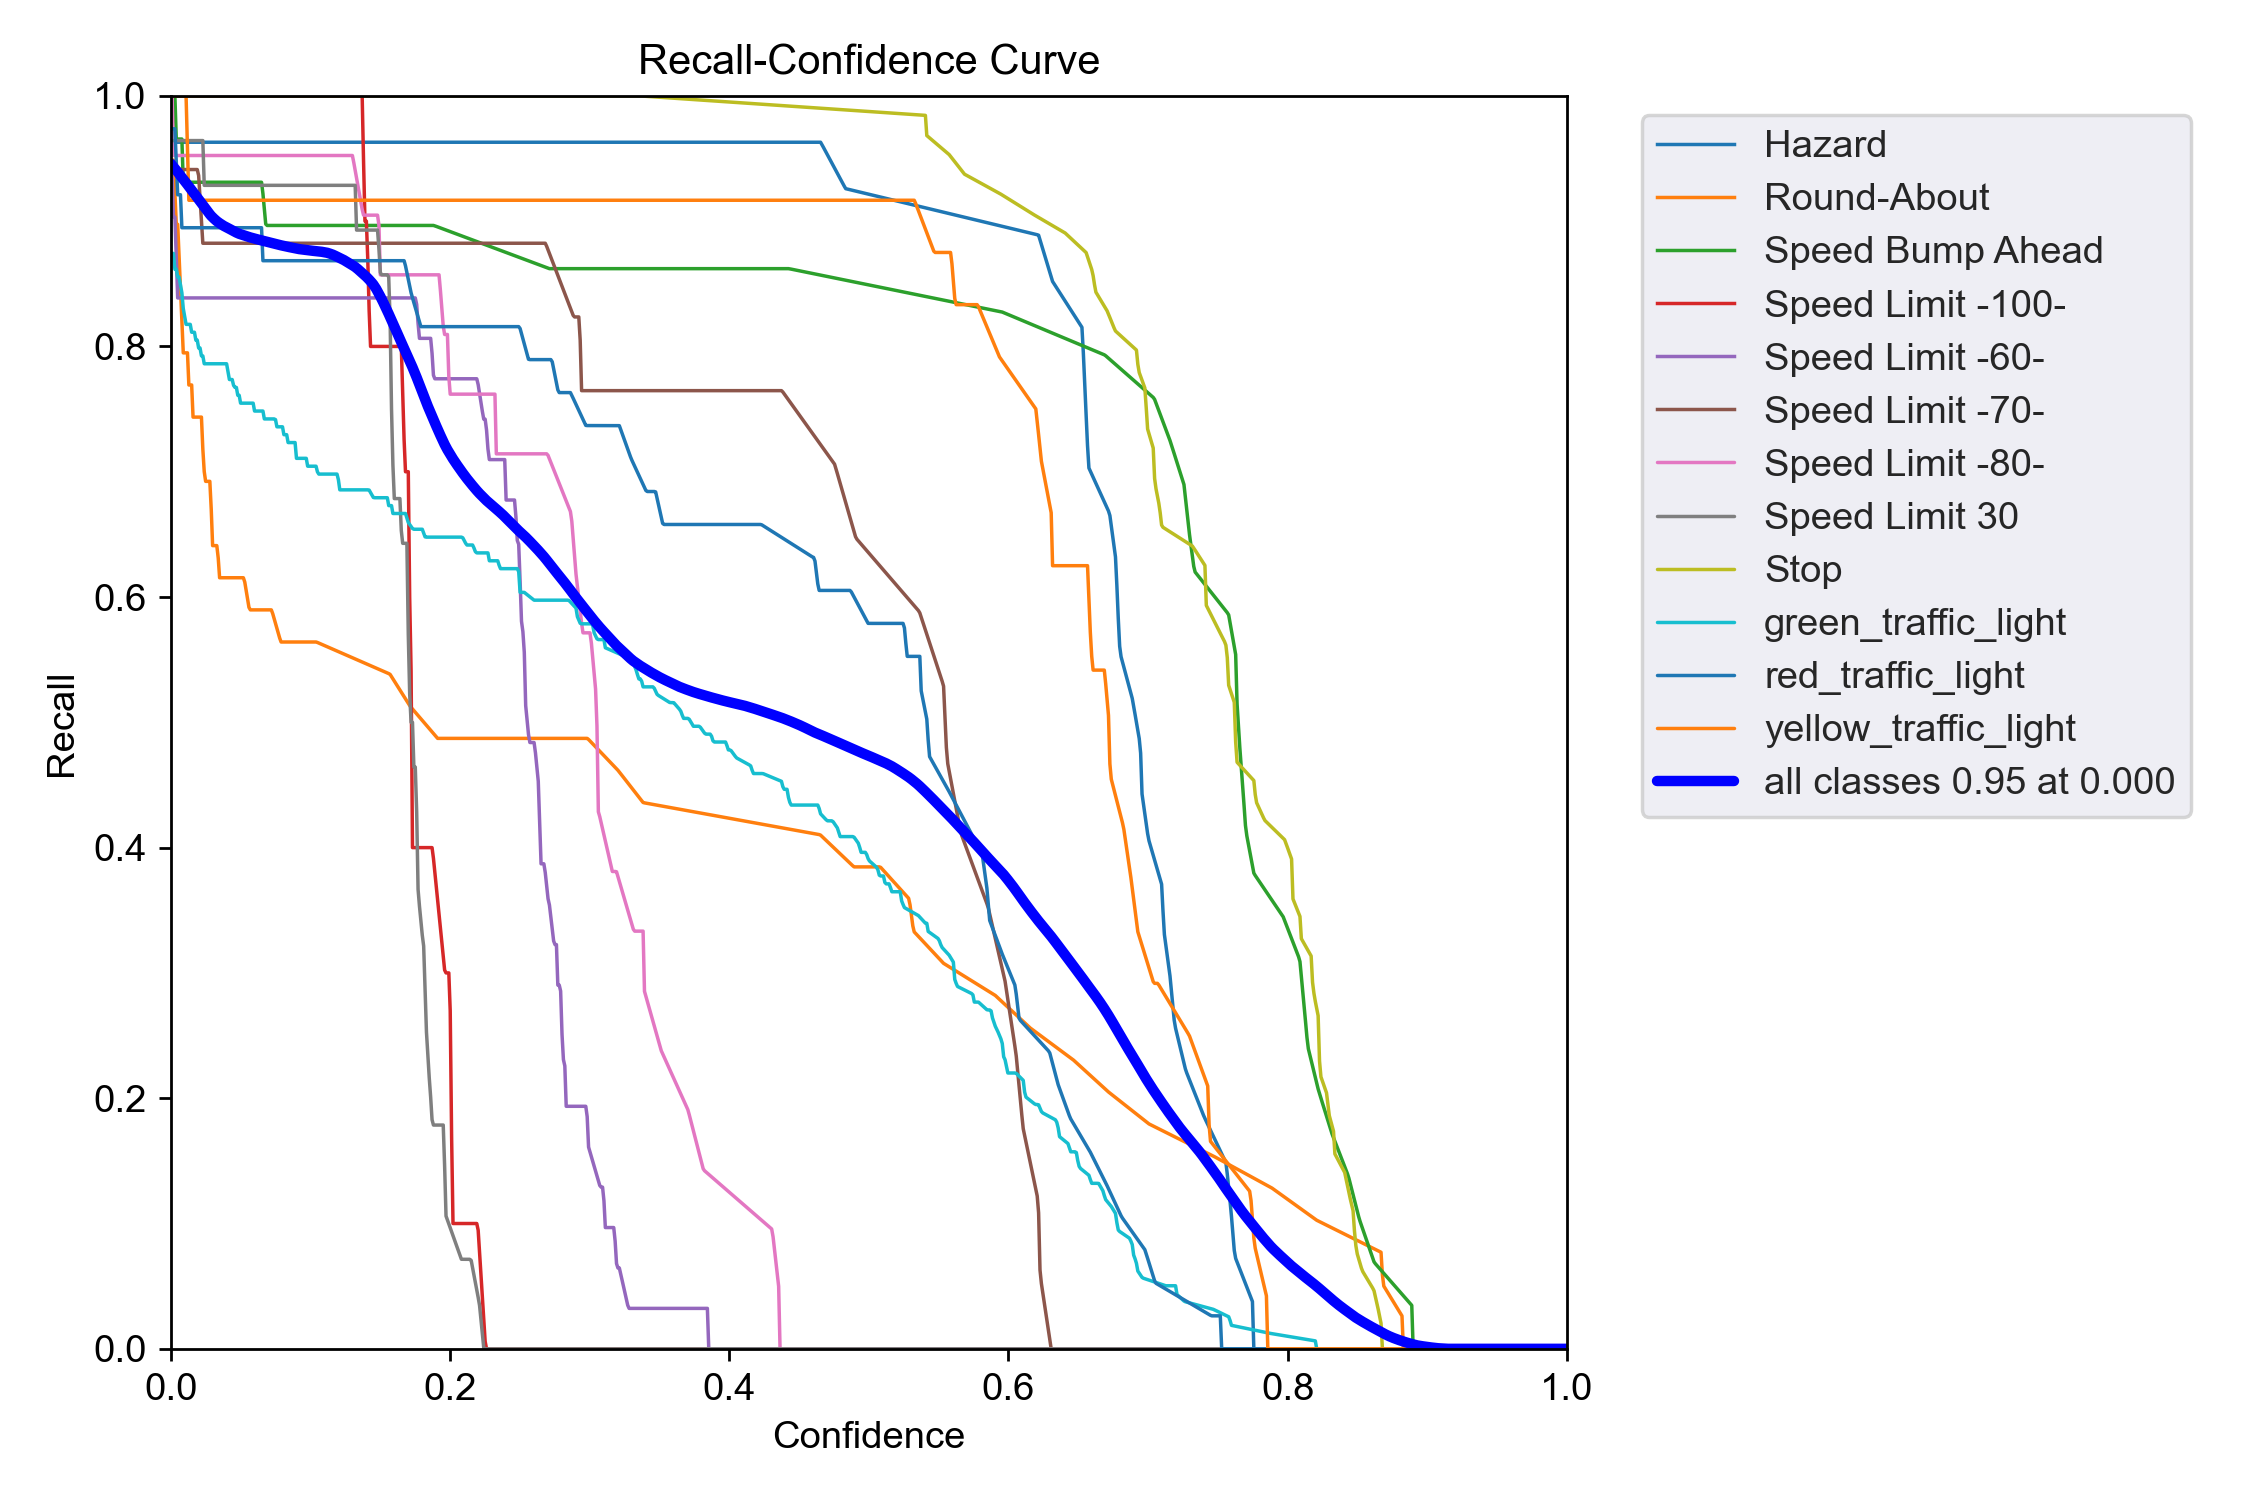 Recall-Confidence Curve
1.0
0.8
0.6
0.4
0.2
0.0
Recall
0.0 0.2 0.4 0.6 0.8 1.0
Confidence
Hazard
Round-About
Speed Bump Ahead
Speed Limit -100-
Speed Limit -60-
Speed Limit -70-
Speed Limit -80-
Speed Limit 30
Stop
green_traffic_light
red_traffic_light
yellow_traffic_light
all classes 0.95 at 0.000